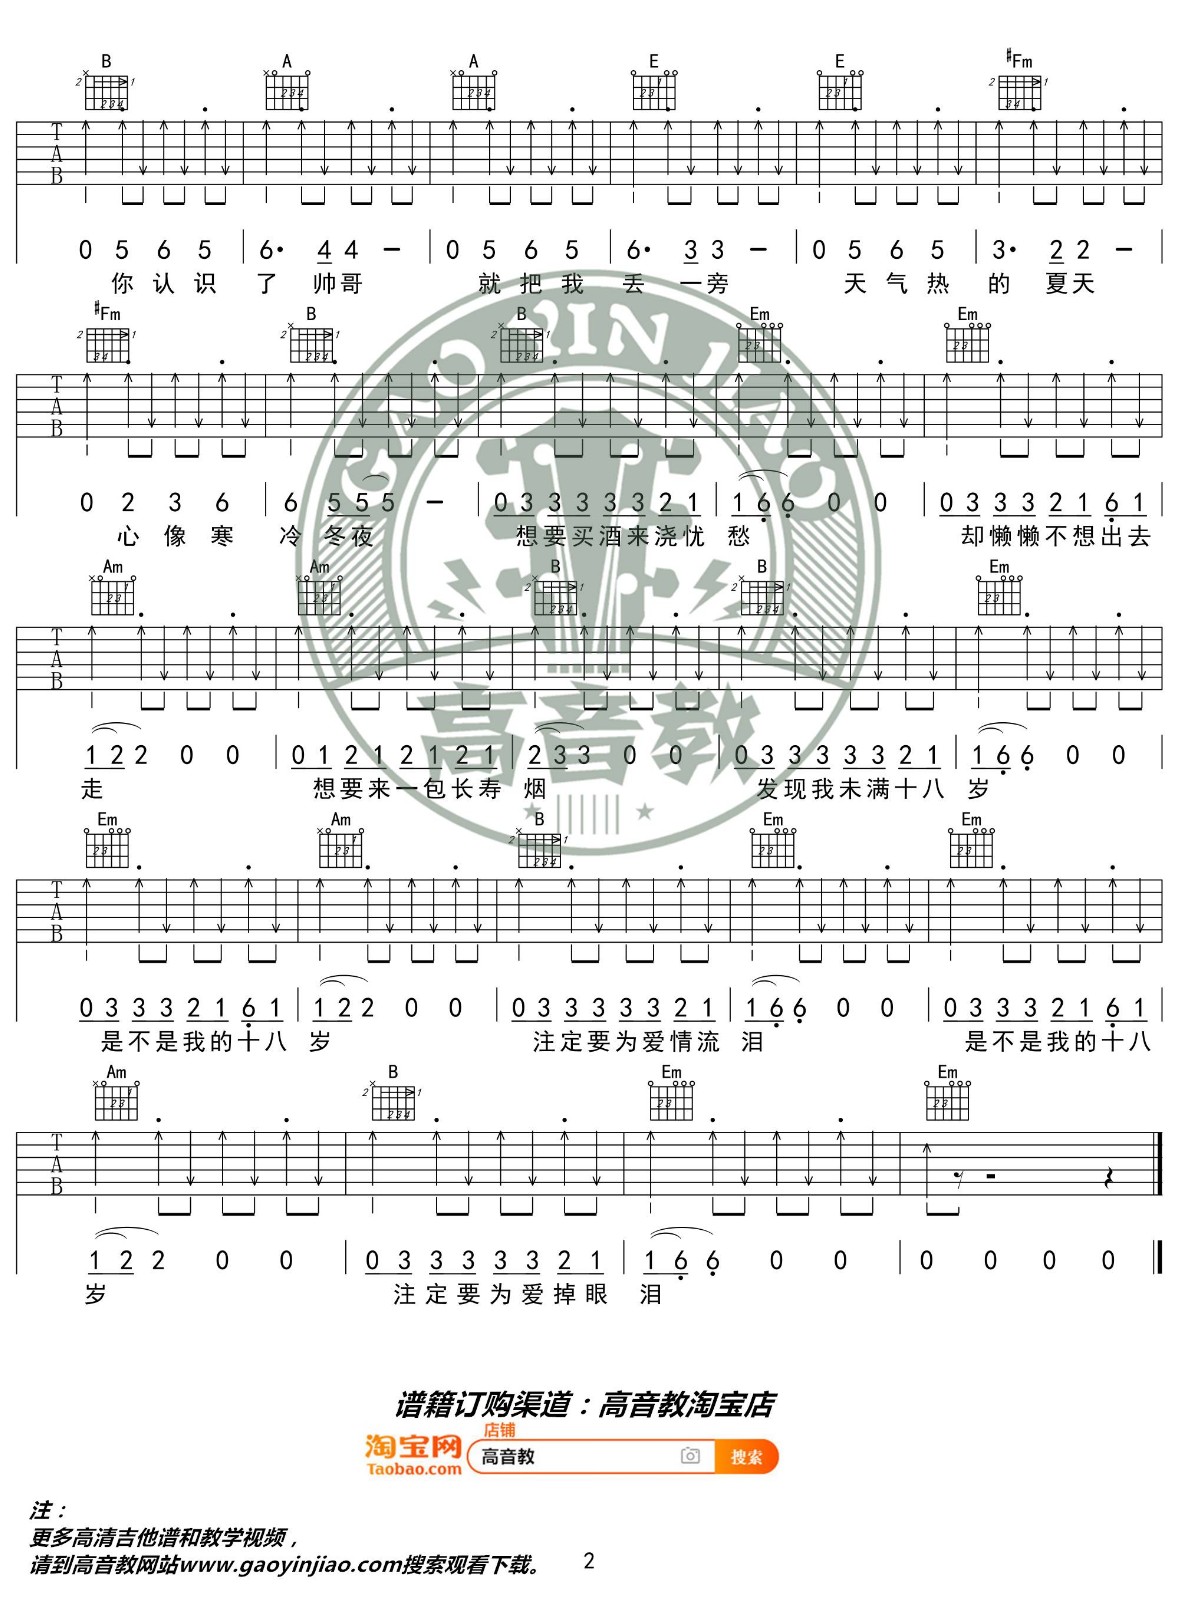 B A A E E #Fm
0 5 6 5 | 6· 4 4 - | 0 5 6 5 | 6· 3 3 - | 0 5 6 5 | 3· 2 2 -
你认识 了 帅哥 就把我 丢 一旁 天气热 的 夏天
#Fm B B Em Em
0 2 3 6 | 6 5 5 5 - | 0 3 3 3 3 3 2 1 | 1 6 6 0 0 | 0 3 3 3 2 1 6 1
心像寒 冷 冬夜 想要买酒来浇忧 愁 却懒懒不想出去
Am Am B B Em
1 2 2 0 0 | 0 1 2 1 2 1 2 1 | 2 3 3 0 0 | 0 3 3 3 3 3 2 1 | 1 6 6 0 0
走 想要来一包长寿 烟 发现我未满十八 岁
Em Am B Em Em
0 3 3 3 2 1 6 1 | 1 2 2 0 0 | 0 3 3 3 3 3 2 1 | 1 6 6 0 0 | 0 3 3 3 2 1 6 1
是不是我的十八 岁 注定要为爱情流 泪 是不是我的十八
Am B Em Em
1 2 2 0 0 | 0 3 3 3 3 3 2 1 | 1 6 6 0 0 | 0 0 0 0
岁 注定要为爱掉眼 泪
GAO YIN JIAO
高音教
谱籍订购渠道：高音教淘宝店
店铺
淘宝网 高音教 搜索
Taobao.com
注：
更多高清吉他谱和教学视频，
请到高音教网站www.gaoyinjiao.com搜索观看下载。
2